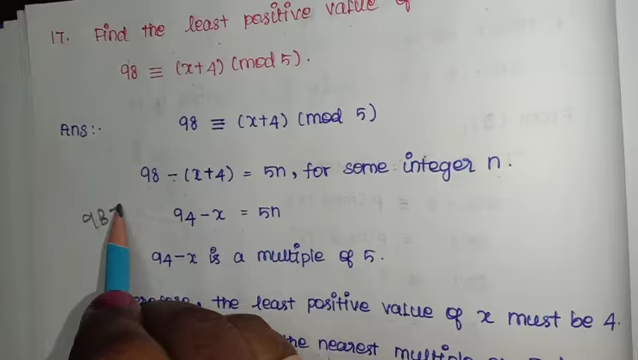 17. Find the least positive value of
98 ≡ (x+4) (mod 5).
Ans:- 98 ≡ (x+4) (mod 5)
98 - (x+4) = 5n, for some integer n.
98 94-x = 5n
94-x is a multiple of 5.
the least positive value of x must be 4.
the nearest multiple